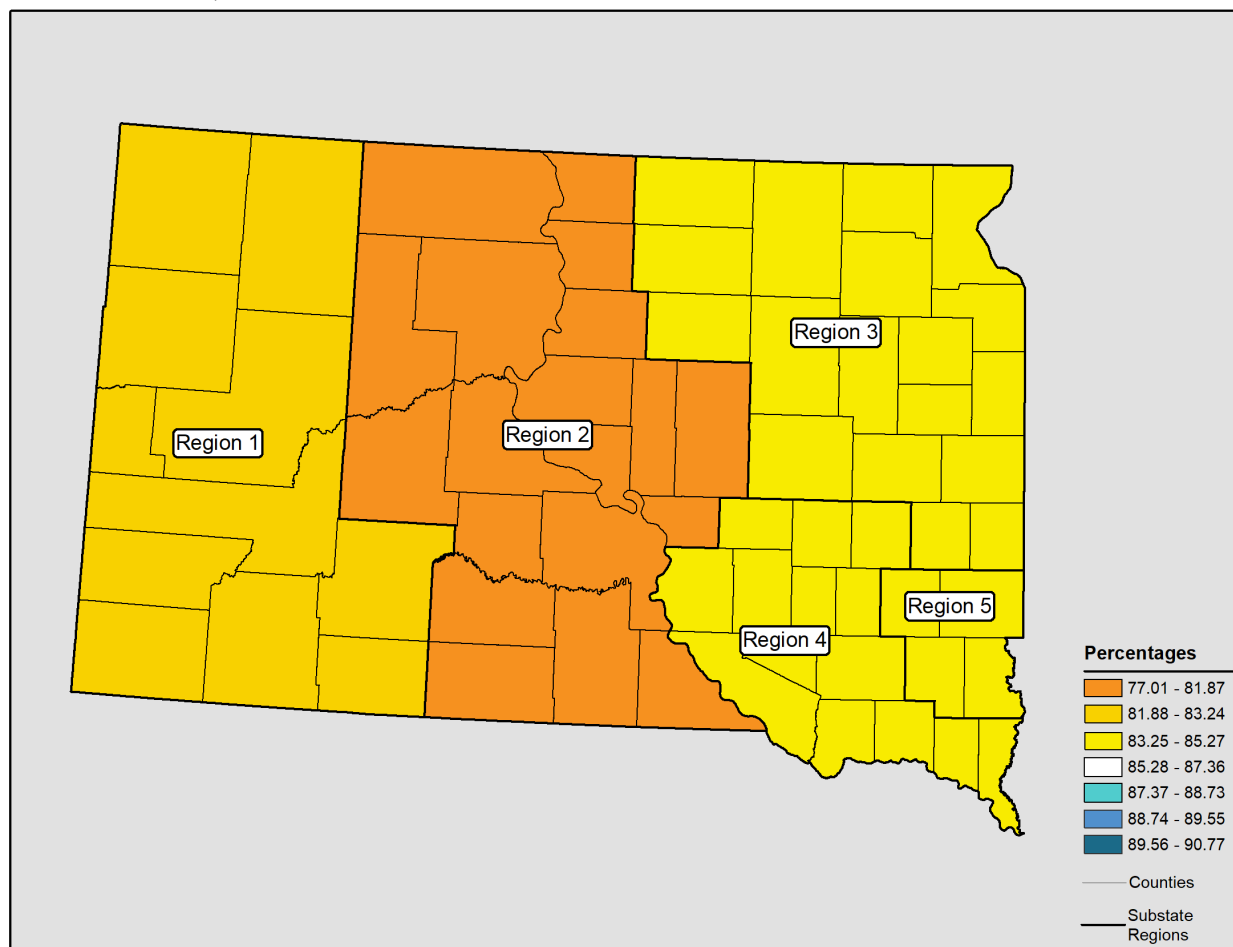 Region 3
Region 1
Region 2
Region 5
Region 4
Percentages
77.01 - 81.87
81.88 - 83.24
83.25 - 85.27
85.28 - 87.36
87.37 - 88.73
88.74 - 89.55
89.56 - 90.77
Counties
Substate
Regions